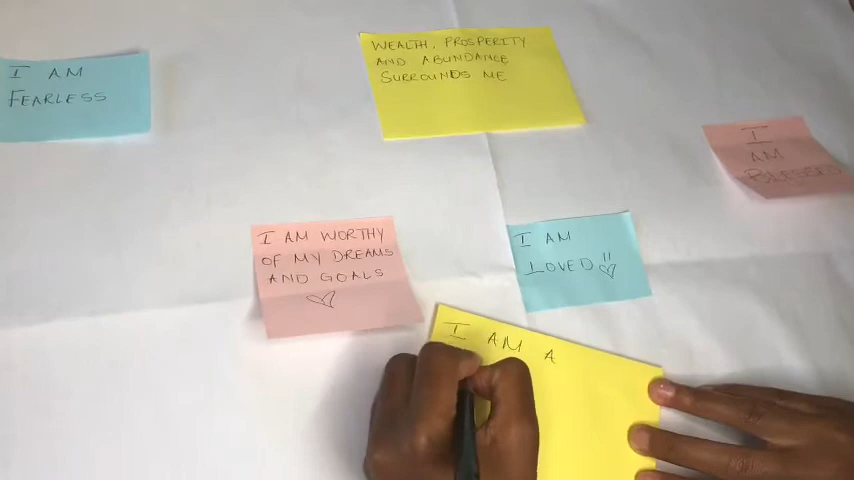 I AM
FEARLESS
WEALTH, PROSPERITY
AND ABUNDANCE
SURROUNDS ME
I
AM
BLESSED
I AM WORTHY
OF MY DREAMS
AND GOALS
I AM
LOVED!!
I AM A